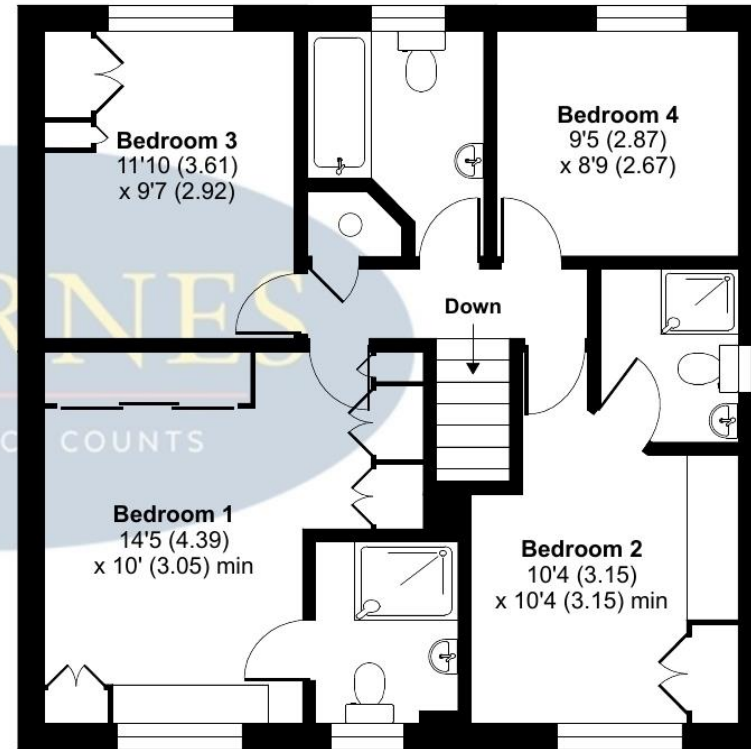 Bedroom 3
11'10 (3.61)
x 9'7 (2.92)
Bedroom 4
9'5 (2.87)
x 8'9 (2.67)
RNES
Down
COUNTS
Bedroom 1
14'5 (4.39)
x 10' (3.05) min
Bedroom 2
10'4 (3.15)
x 10'4 (3.15) min